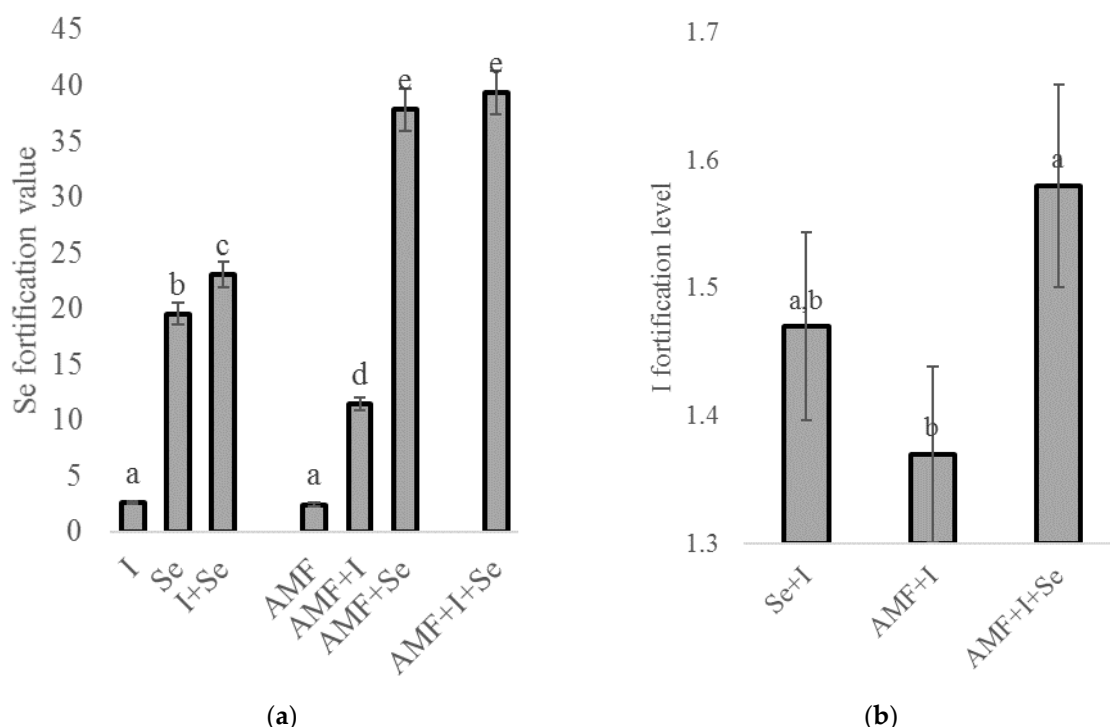 Se fortification value
45
40
35
30
25
20
15
10
5
0
a
b
c
a
d
e
e
I
Se
I+Se
AMF
AMF+I
AMF+Se
AMF+I+Se
(a)
I fortification level
1.7
1.6
1.5
1.4
1.3
a,b
b
a
Se+I
AMF+I
AMF+I+Se
(b)